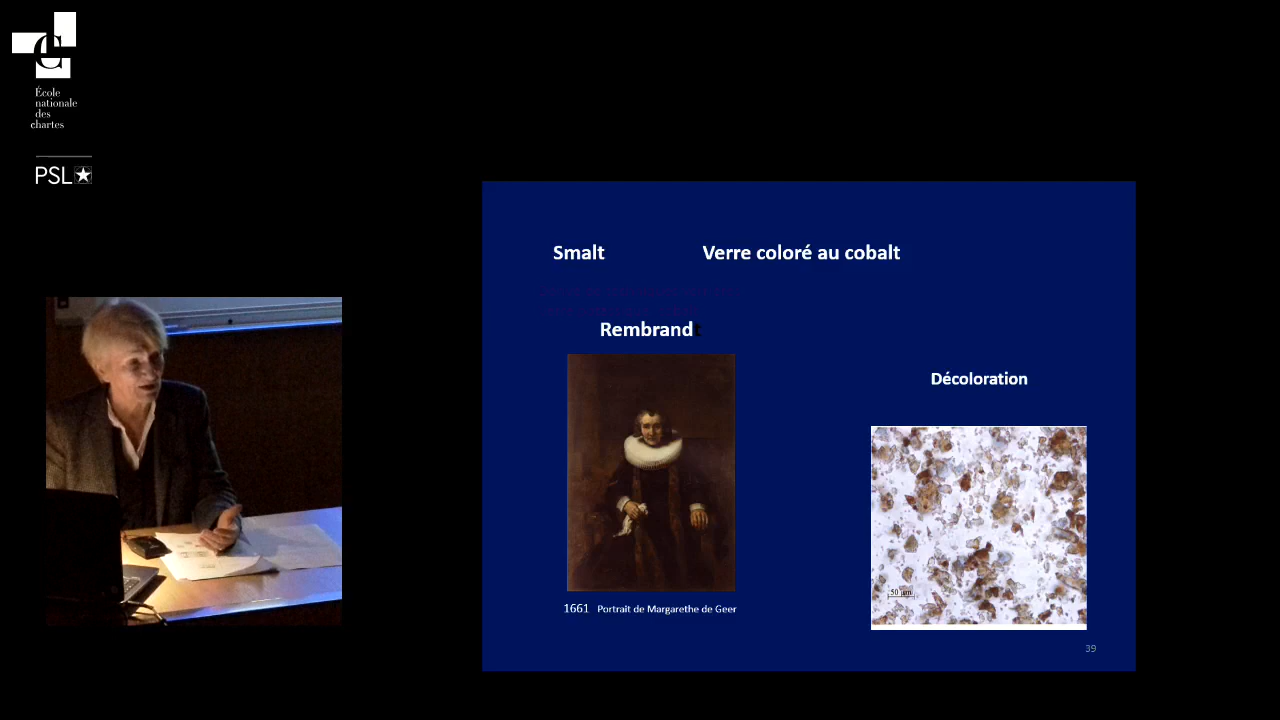 École
nationale
des
chartes
PSL
Smalt Verre coloré au cobalt
Rembrandt
Décoloration
50 µm
1661 Portrait de Margarethe de Geer
39